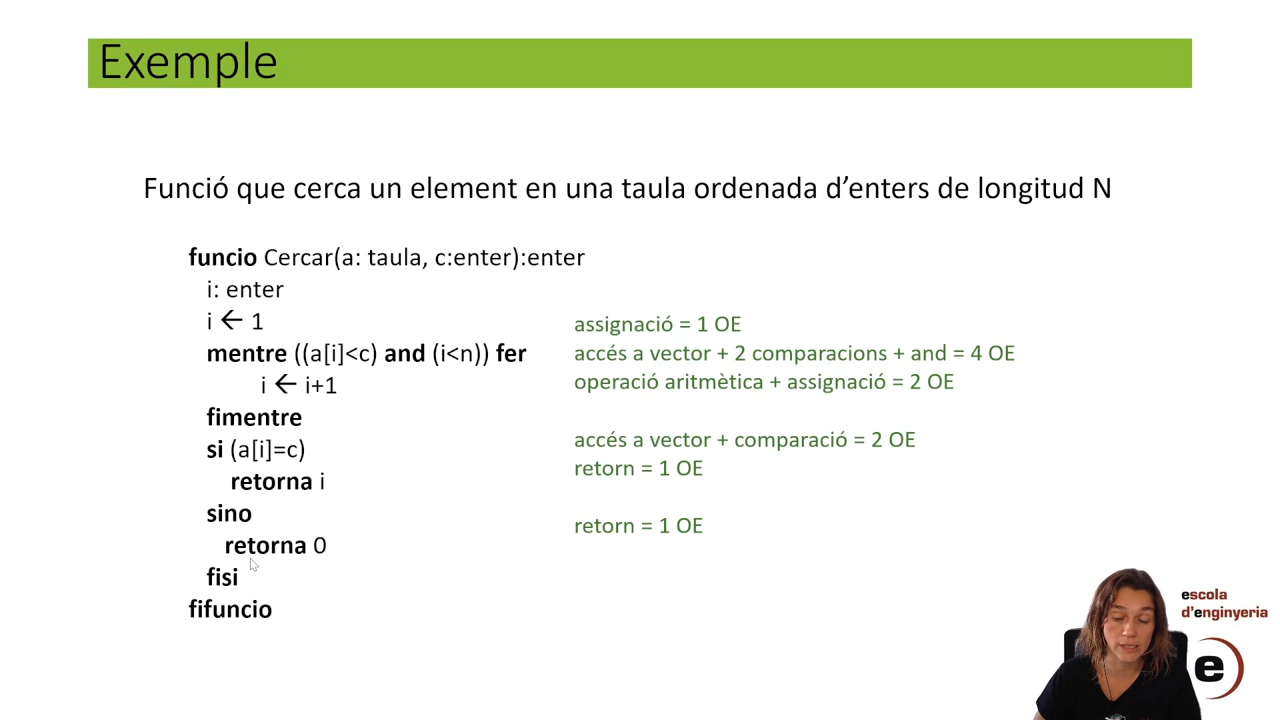 Exemple
Funció que cerca un element en una taula ordenada d’enters de longitud N
funcio Cercar(a: taula, c:enter):enter
i: enter
i ← 1
mentre ((a[i]<c) and (i<n)) fer
i ← i+1
fimentre
si (a[i]=c)
retorna i
sino
retorna 0
fisi
fifuncio
assignació = 1 OE
accés a vector + 2 comparacions + and = 4 OE
operació aritmètica + assignació = 2 OE
accés a vector + comparació = 2 OE
retorn = 1 OE
retorn = 1 OE
escola
d'enginyeria
e